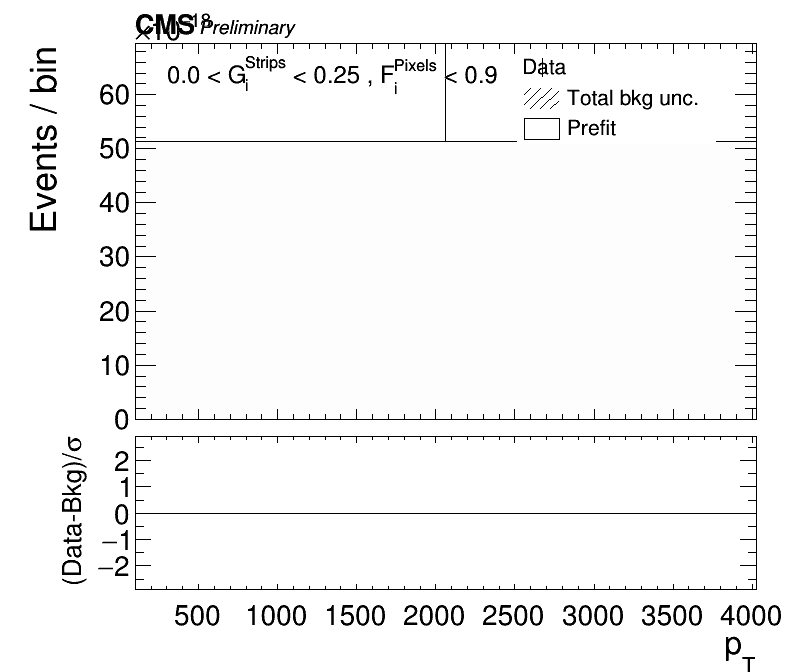 CMS Preliminary
×10^18
Events / bin
0.0 < G_i^Strips < 0.25 , F_i^Pixels < 0.9
Data
Total bkg unc.
Prefit
60
50
40
30
20
10
0
(Data-Bkg)/σ
2
1
0
−1
−2
500 1000 1500 2000 2500 3000 3500 4000
p_T